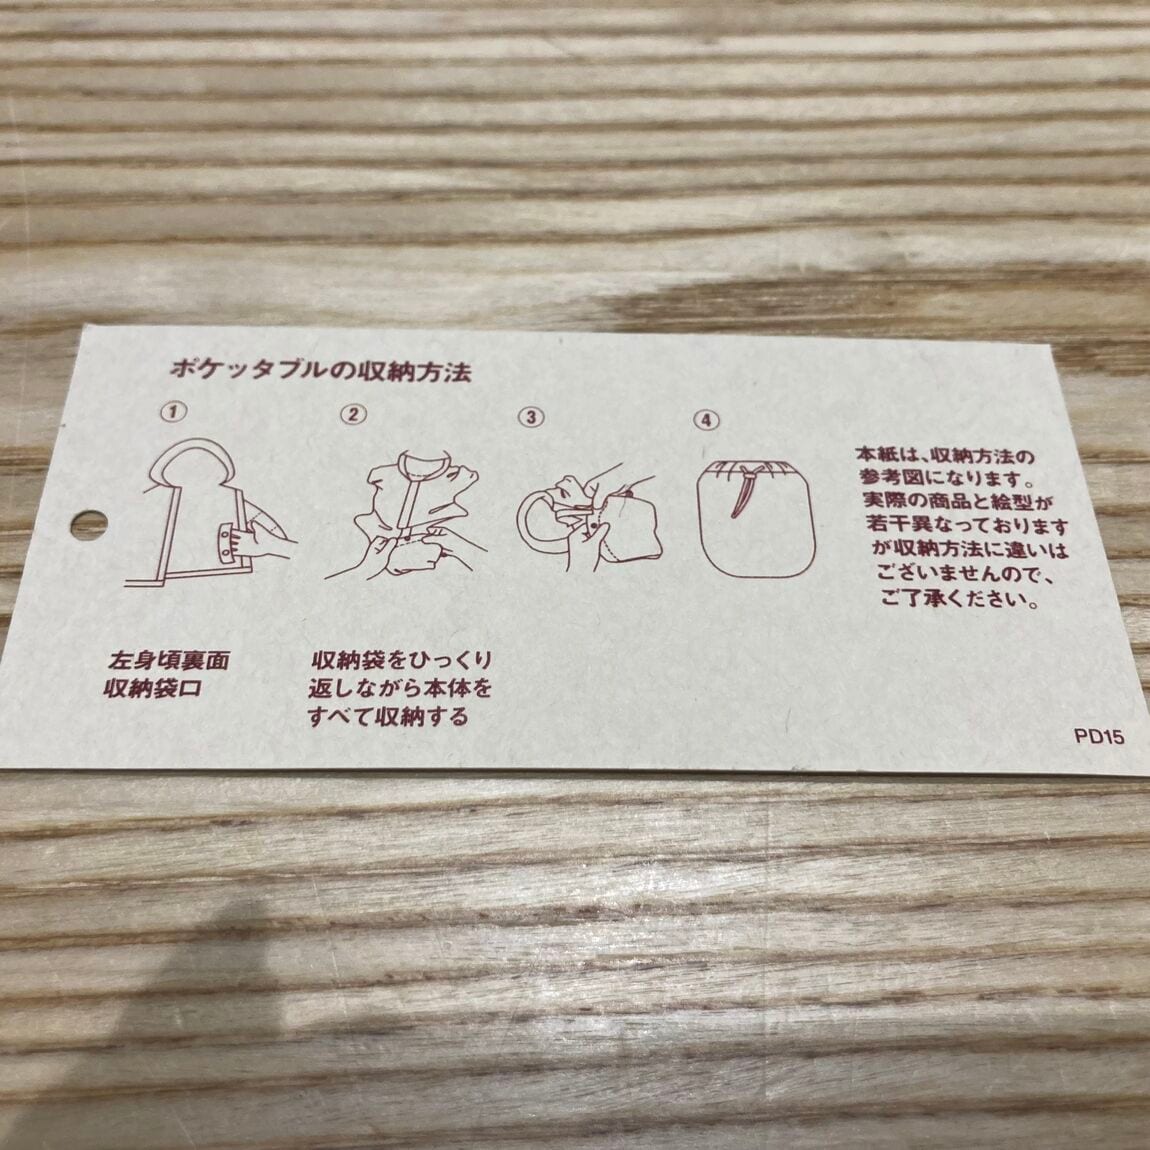 ポケッタブルの収納方法
①
②
③
④
左身頃裏面
収納袋口
収納袋をひっくり
返しながら本体を
すべて収納する
本紙は、収納方法の
参考図になります。
実際の商品と絵型が
若干異なっております
が収納方法に違いは
ございませんので、
ご了承ください。
PD15